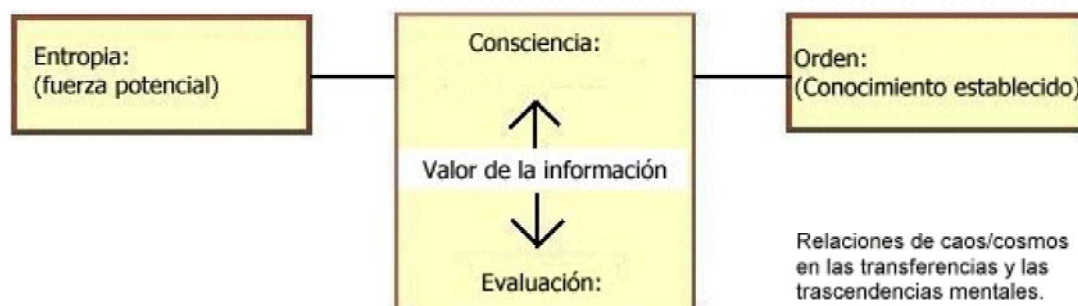 Entropia:
(fuerza potencial)
Consciencia:
Valor de la información
Evaluación:
Orden:
(Conocimiento establecido)
Relaciones de caos/cosmos
en las transferencias y las
trascendencias mentales.